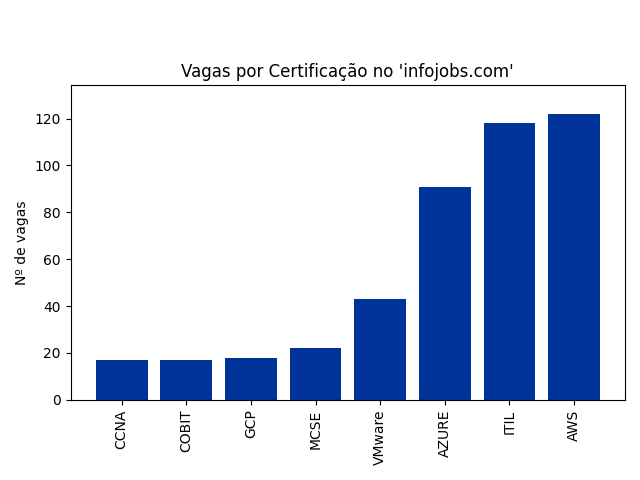 Vagas por Certificação no 'infojobs.com'
Nº de vagas
120
100
80
60
40
20
0
CCNA
COBIT
GCP
MCSE
VMware
AZURE
ITIL
AWS